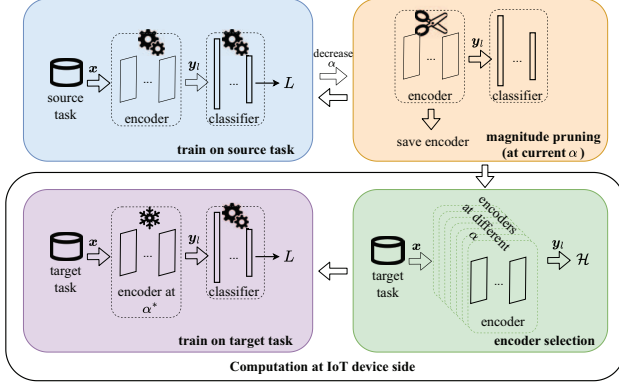 x
y_l
L
source
task
encoder
classifier
train on source task
decrease
α
y_l
encoder
classifier
save encoder
magnitude pruning
(at current α )
x
y_l
L
target
task
encoder at
α*
classifier
train on target task
encoders
at different
α
x
y_l
ℋ
target
task
encoder
encoder selection
Computation at IoT device side